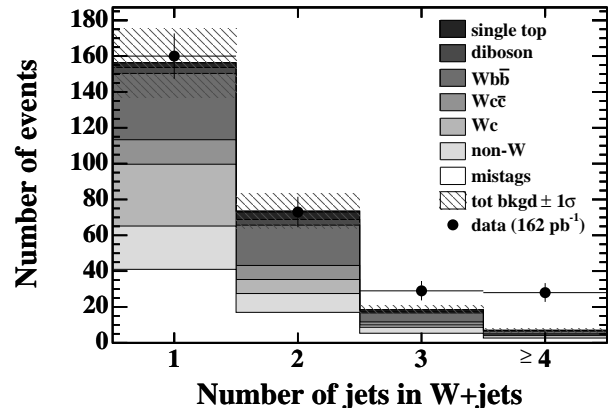 Number of events
180
160
140
120
100
80
60
40
20
0
single top
diboson
Wbb̅
Wcc̅
Wc
non-W
mistags
tot bkgd ± 1σ
data (162 pb⁻¹)
1
2
3
≥ 4
Number of jets in W+jets